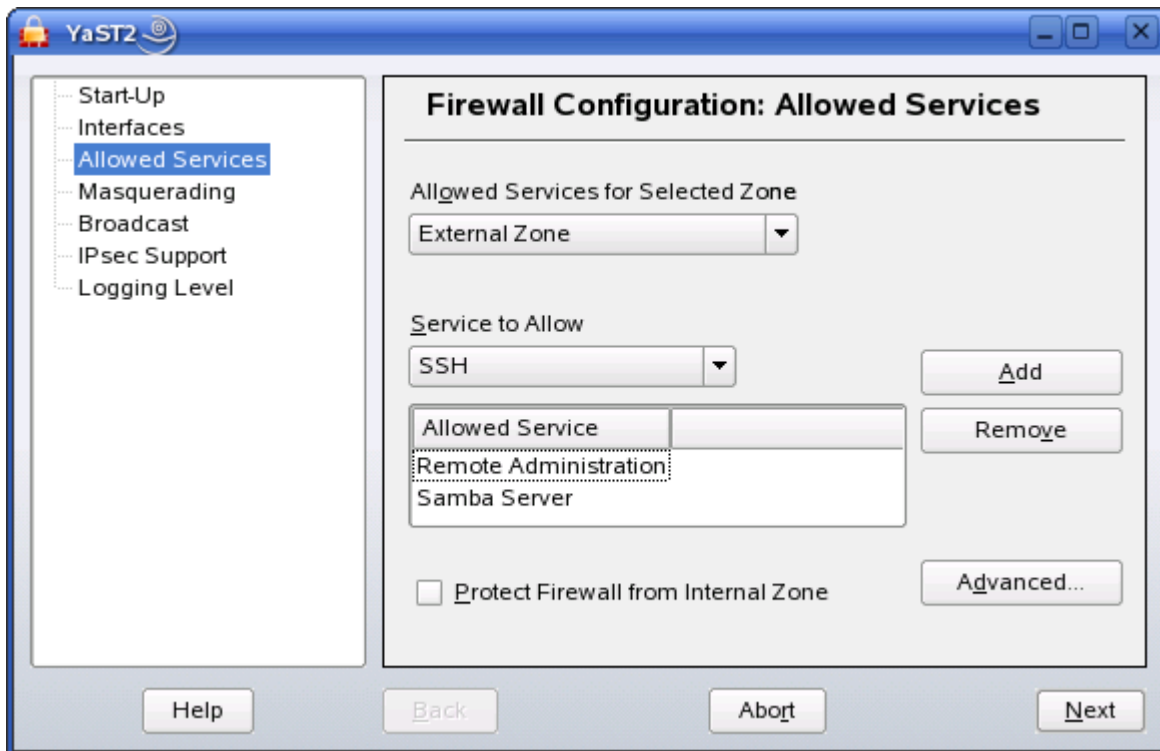 YaST2
Start-Up
Interfaces
Allowed Services
Masquerading
Broadcast
IPsec Support
Logging Level
Firewall Configuration: Allowed Services
Allowed Services for Selected Zone
External Zone
Service to Allow
SSH
Add
Allowed Service
Remove
Remote Administration
Samba Server
Protect Firewall from Internal Zone
Advanced...
Help
Back
Abort
Next